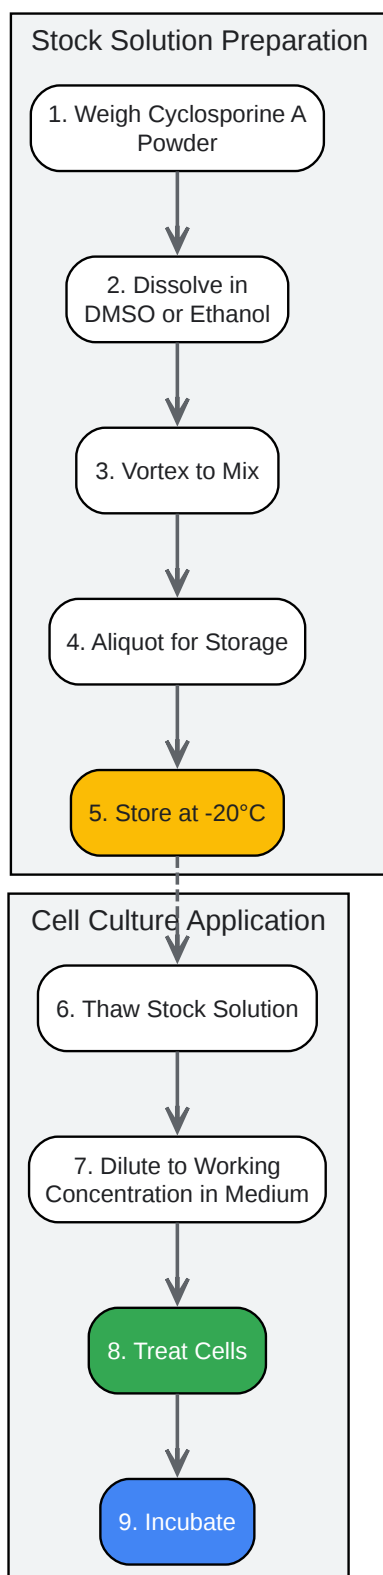 Stock Solution Preparation
1. Weigh Cyclosporine A
Powder
2. Dissolve in
DMSO or Ethanol
3. Vortex to Mix
4. Aliquot for Storage
5. Store at -20°C
Cell Culture Application
6. Thaw Stock Solution
7. Dilute to Working
Concentration in Medium
8. Treat Cells
9. Incubate